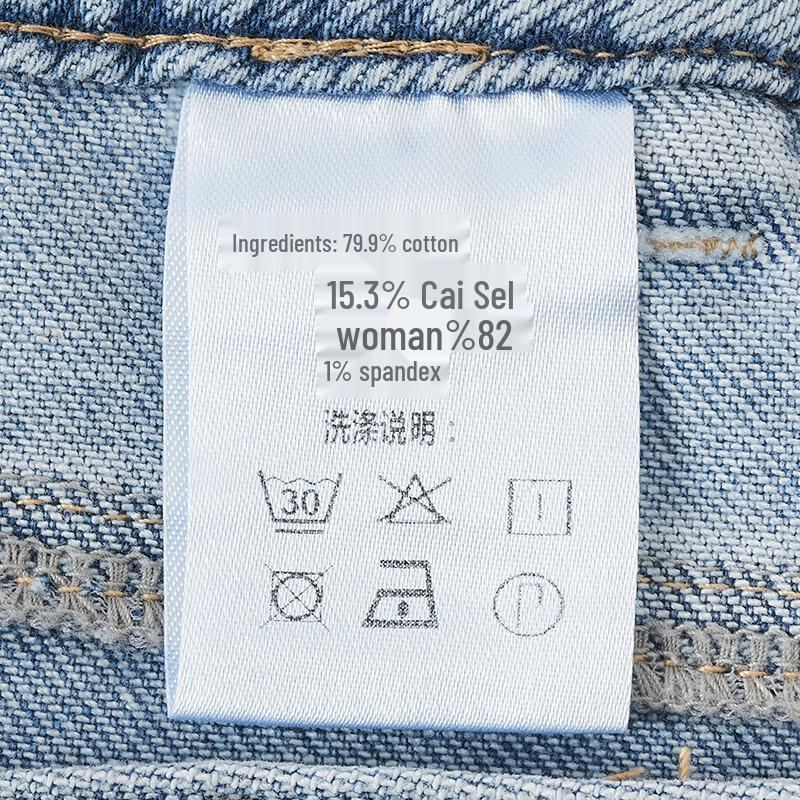 Ingredients: 79.9% cotton
15.3% Cai Sel
woman%82
1% spandex
洗涤说明：
30
P